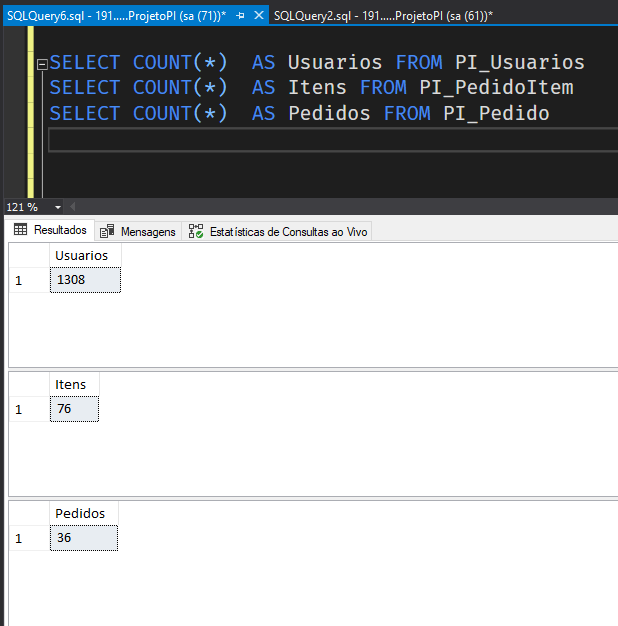 SQLQuery6.sql - 191.....ProjetoPI (sa (71))* SQLQuery2.sql - 191.....ProjetoPI (sa (61))*
SELECT COUNT(*)  AS Usuarios FROM PI_Usuarios
SELECT COUNT(*)  AS Itens FROM PI_PedidoItem
SELECT COUNT(*)  AS Pedidos FROM PI_Pedido
121 %
Resultados Mensagens Estatísticas de Consultas ao Vivo
Usuarios
1 1308
Itens
1 76
Pedidos
1 36